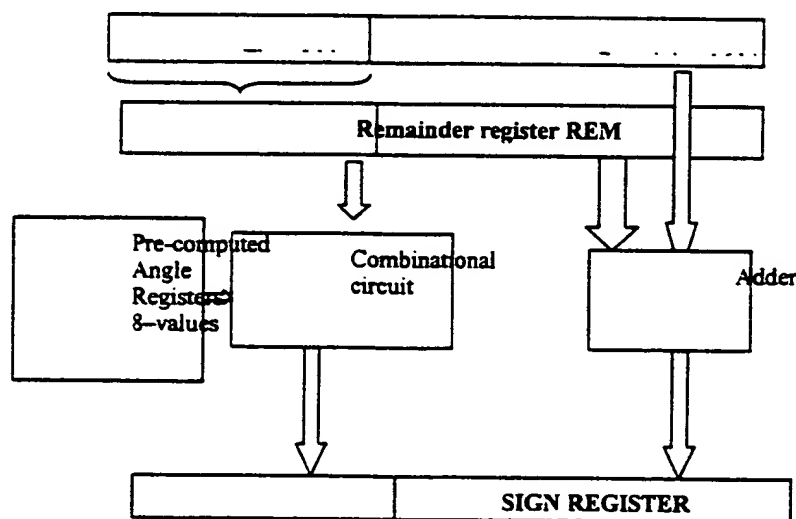 Remainder register REM
Pre-computed
Angle
Registers
8–values
Combinational
circuit
Adder
SIGN REGISTER